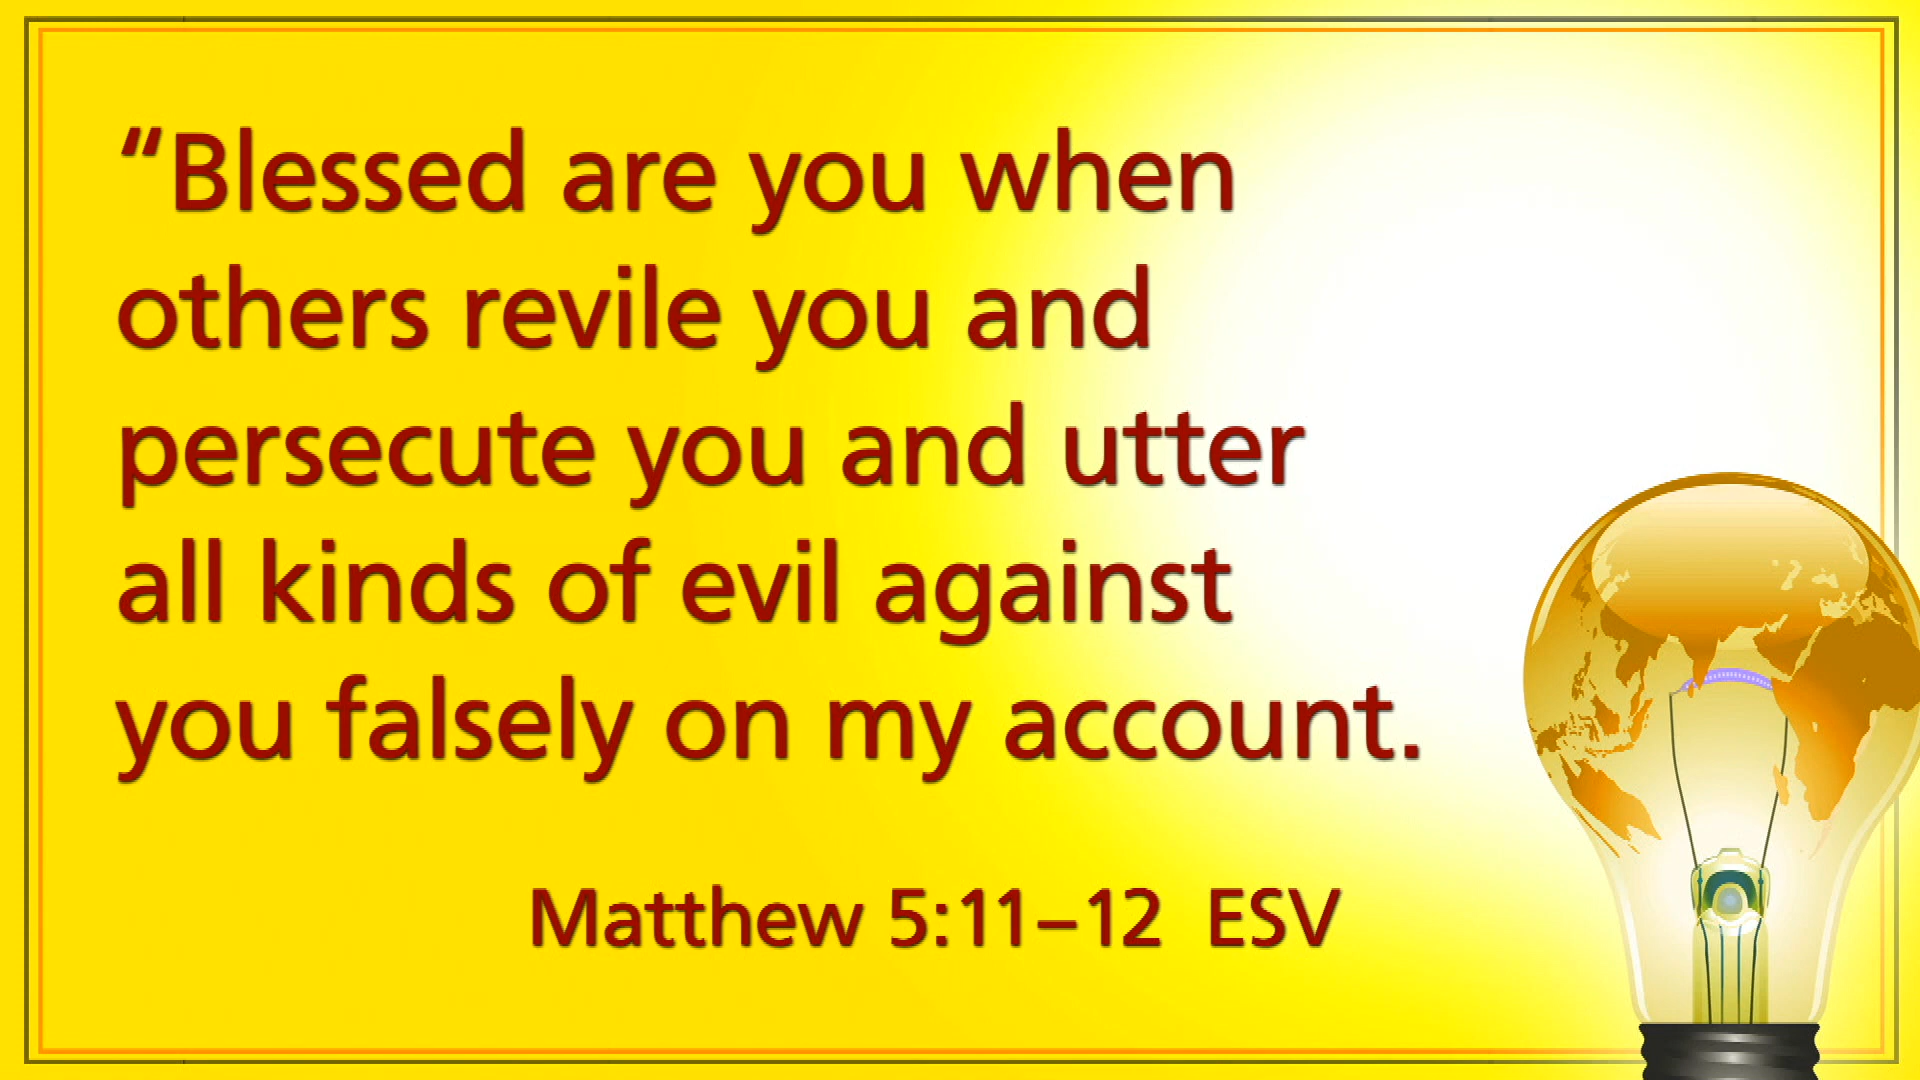 “Blessed are you when
others revile you and
persecute you and utter
all kinds of evil against
you falsely on my account.
Matthew 5:11–12 ESV